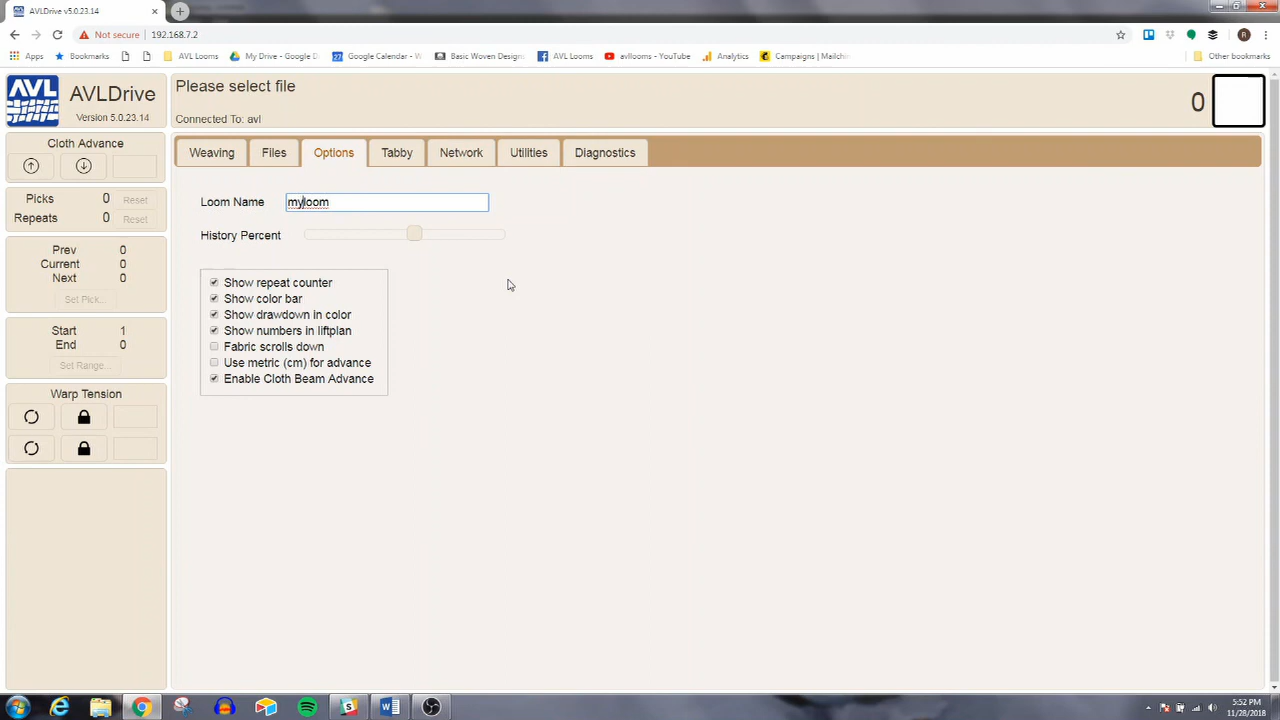 AVLDrive v5.0.23.14
Not secure 192.168.7.2
R
Apps Bookmarks AVL Looms My Drive - Google D 27 Google Calendar - W Basic Woven Design AVL Looms avllooms - YouTube Analytics Campaigns | Mailchim Other bookmarks
AVL
AVLDrive
Version 5.0.23.14
Please select file
Connected To: avl
0
Cloth Advance
Picks 0 Reset
Repeats 0 Reset
Prev 0
Current 0
Next 0
Set Pick...
Start 1
End 0
Set Range...
Warp Tension
Weaving Files Options Tabby Network Utilities Diagnostics
Loom Name myloom
History Percent
Show repeat counter
Show color bar
Show drawdown in color
Show numbers in liftplan
Fabric scrolls down
Use metric (cm) for advance
Enable Cloth Beam Advance
5:52 PM
11/28/2018